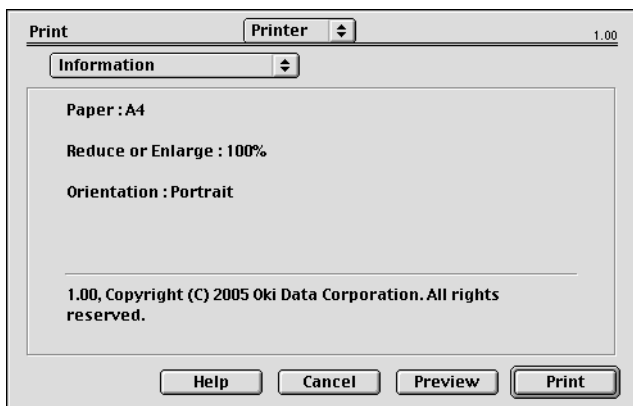 Print Printer 1.00
Information
Paper : A4
Reduce or Enlarge : 100%
Orientation : Portrait
1.00, Copyright (C) 2005 Oki Data Corporation. All rights
reserved.
Help Cancel Preview Print